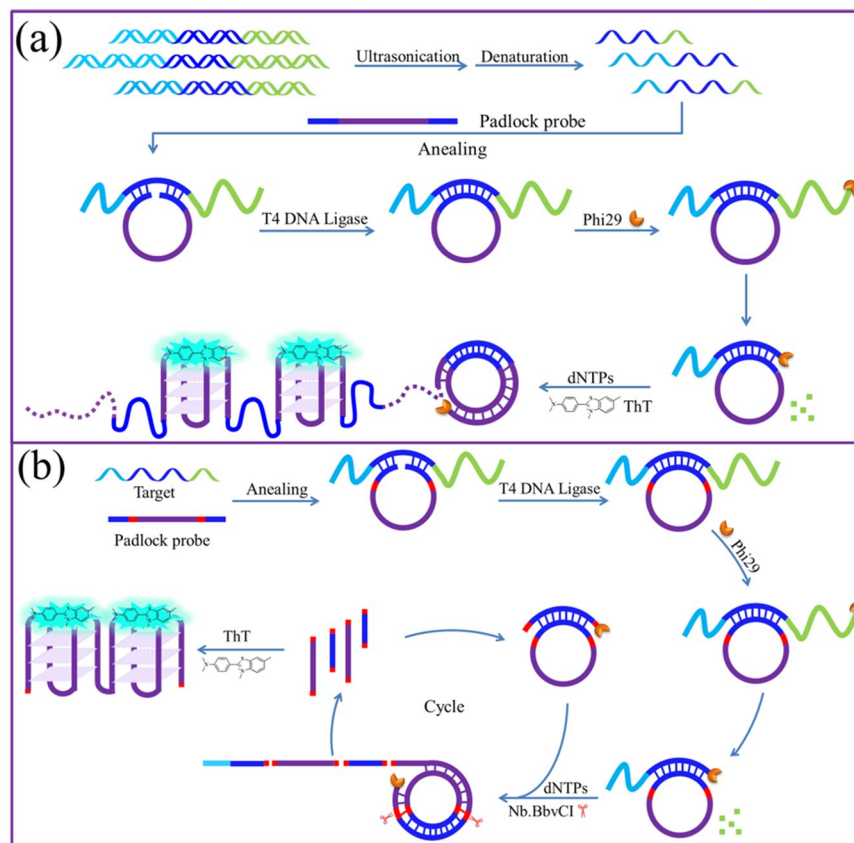 (a)
Ultrasonication
Denaturation
Padlock probe
Anealing
T4 DNA Ligase
Phi29
dNTPs
ThT
(b)
Target
Padlock probe
Anealing
T4 DNA Ligase
Phi29
ThT
Cycle
dNTPs
Nb.BbvCI